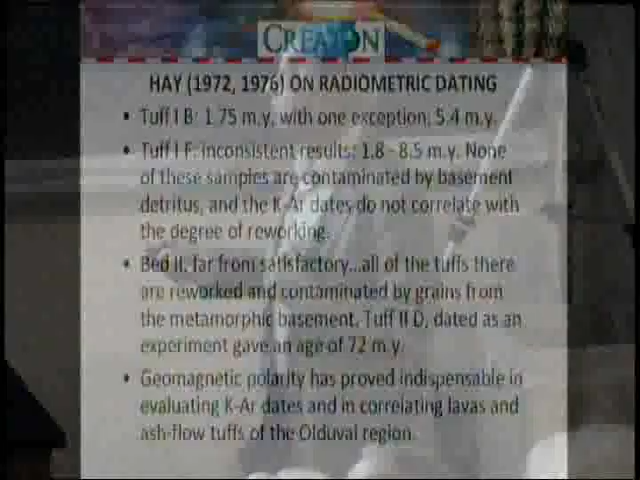 CREATION
HAY (1972, 1976) ON RADIOMETRIC DATING
• Tuff I B: 1.75 m.y. with one exception; 5.4 m.y.
• Tuff I F: inconsistent results; 1.8 - 8.5 m.y. None
of these samples are contaminated by basement
detritus, and the K-Ar dates do not correlate with
the degree of reworking.
• Bed II, far from satisfactory...all of the tuffs there
are reworked and contaminated by grains from
the metamorphic basement. Tuff II D, dated as an
experiment gave an age of 72 m.y.
• Geomagnetic polarity has proved indispensable in
evaluating K-Ar dates and in correlating lavas and
ash-flow tuffs of the Olduvai region.